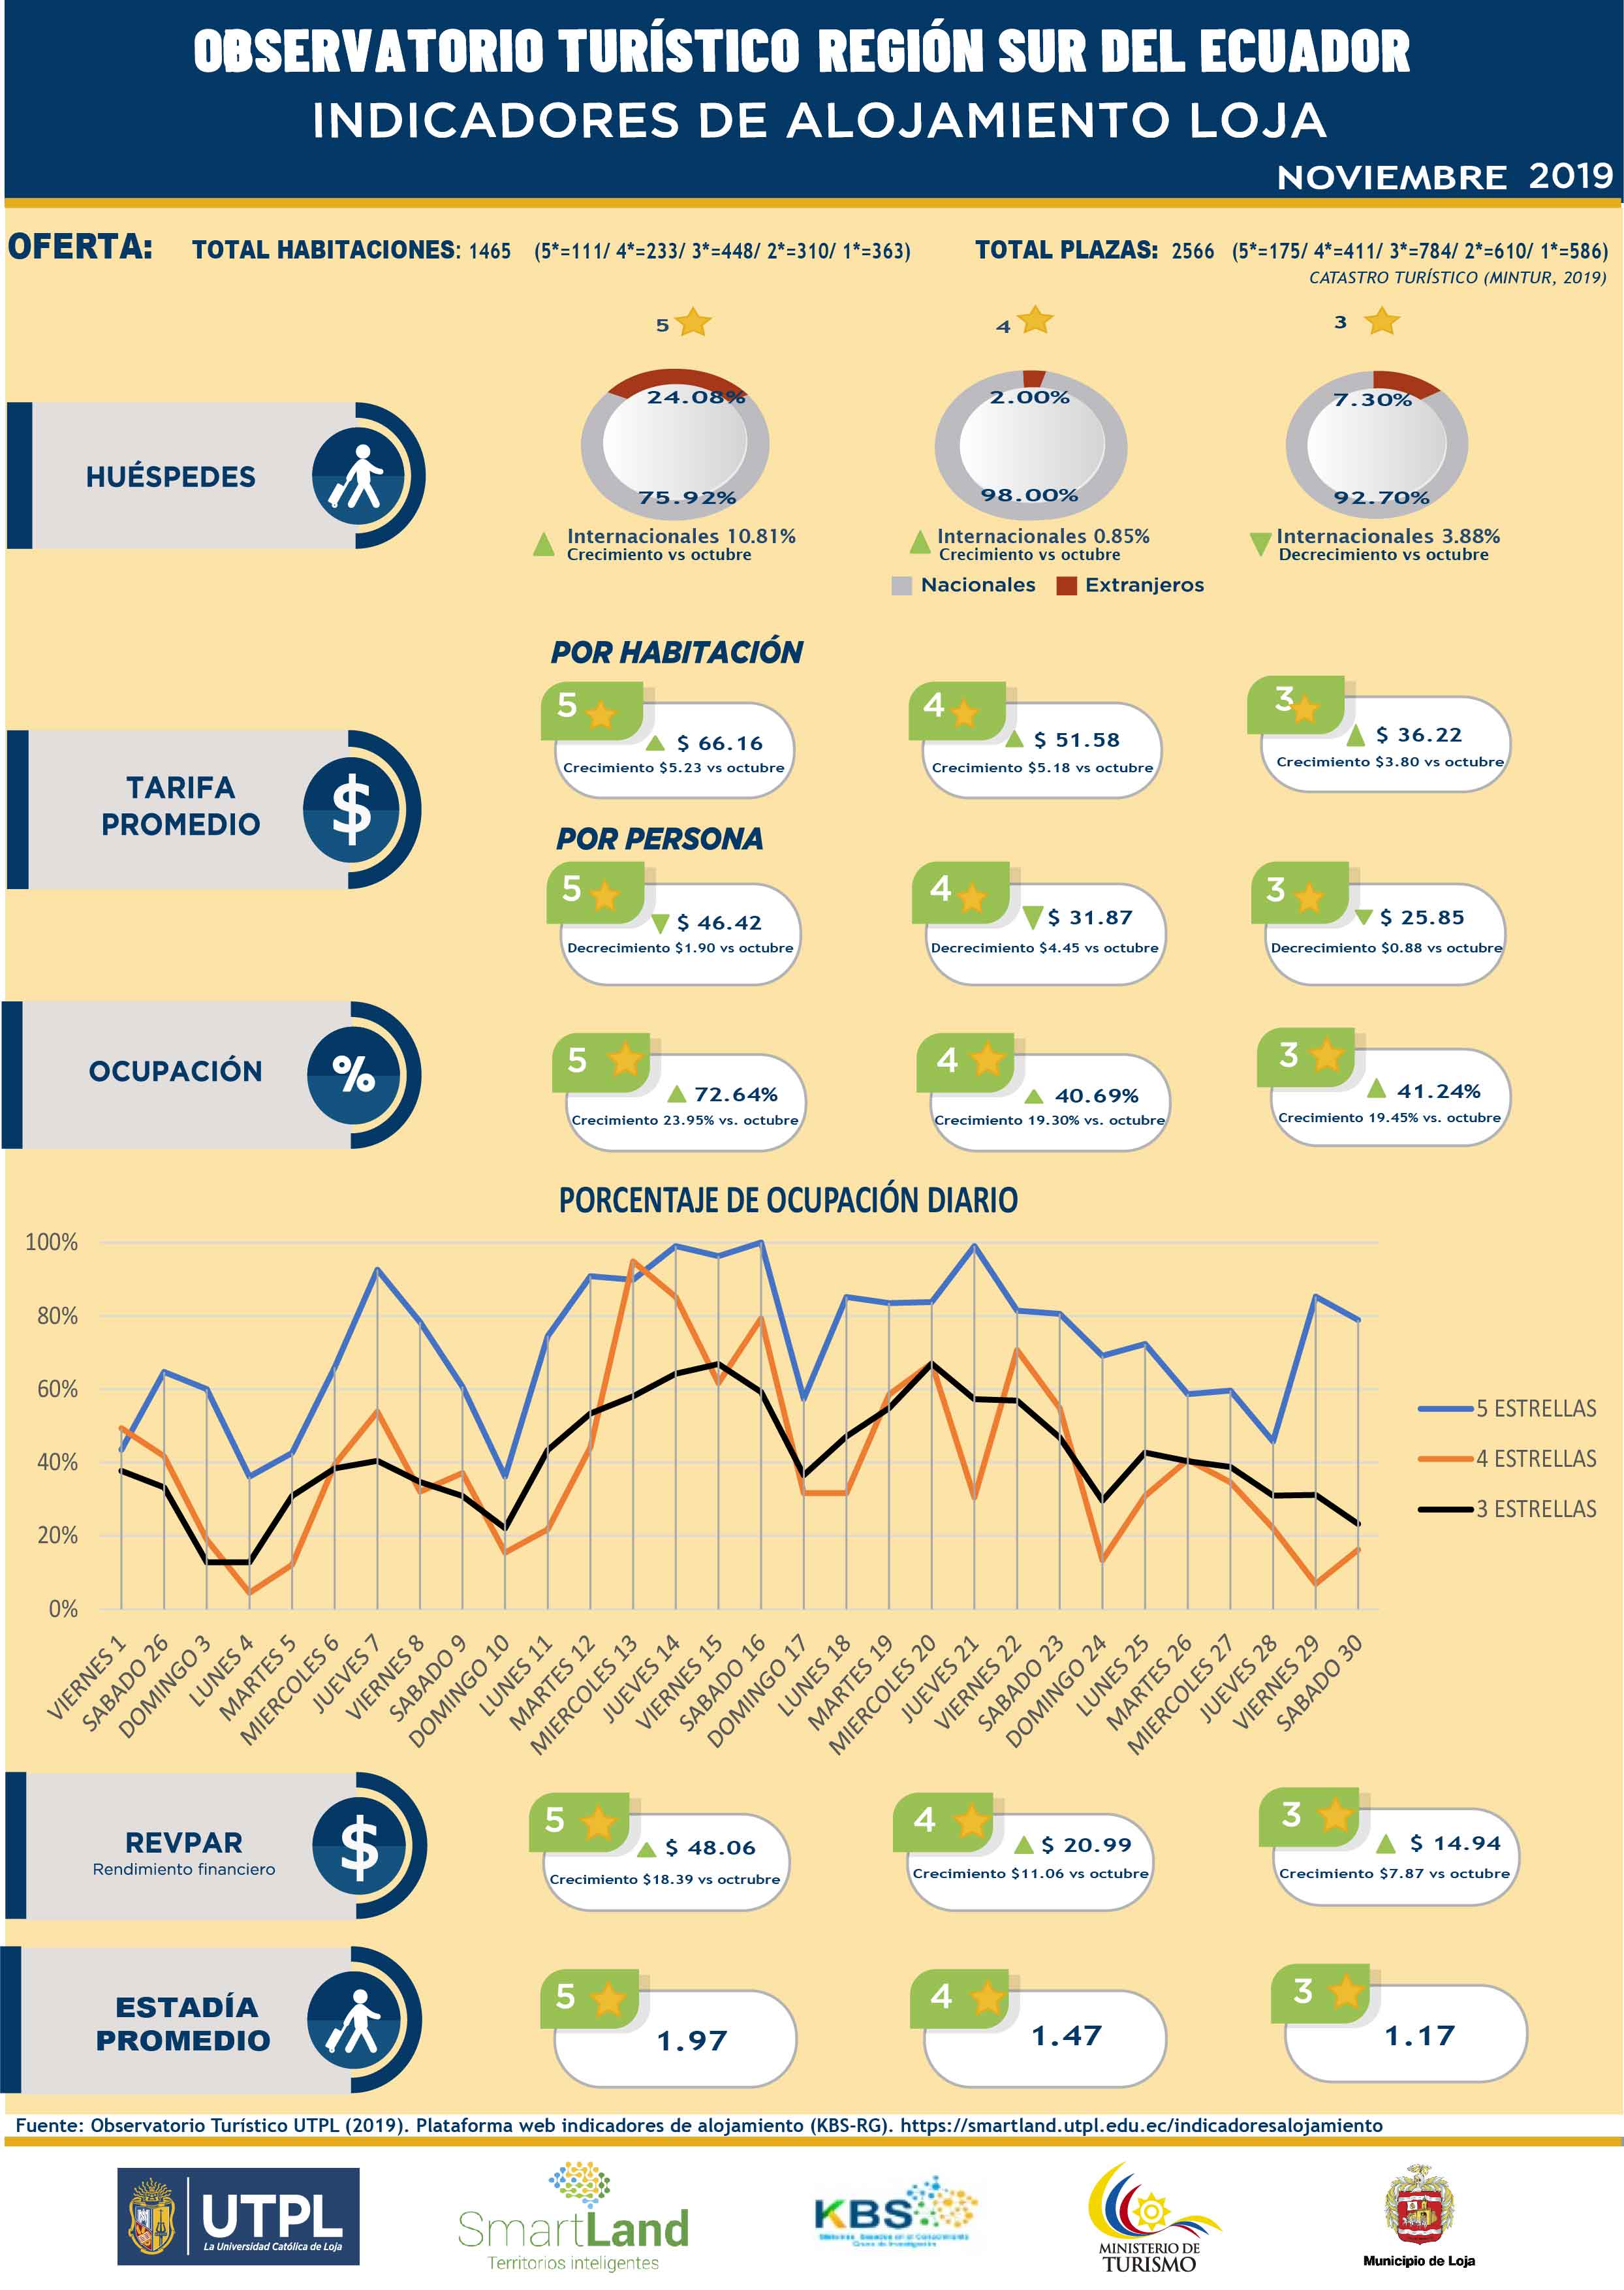 OBSERVATORIO TURÍSTICO REGIÓN SUR DEL ECUADOR
INDICADORES DE ALOJAMIENTO LOJA
NOVIEMBRE 2019
OFERTA: TOTAL HABITACIONES: 1465 (5*=111/ 4*=233/ 3*=448/ 2*=310/ 1*=363) TOTAL PLAZAS: 2566 (5*=175/ 4*=411/ 3*=784/ 2*=610/ 1*=586)
CATASTRO TURÍSTICO (MINTUR, 2019)
5 4 3
HUÉSPEDES
24.08% 2.00% 7.30%
75.92% 98.00% 92.70%
Internacionales 10.81% Internacionales 0.85% Internacionales 3.88%
Crecimiento vs octubre Crecimiento vs octubre Decrecimiento vs octubre
Nacionales Extranjeros
TARIFA
PROMEDIO
POR HABITACIÓN
5 4 3
$ 66.16 $ 51.58 $ 36.22
Crecimiento $5.23 vs octubre Crecimiento $5.18 vs octubre Crecimiento $3.80 vs octubre
POR PERSONA
5 4 3
$ 46.42 $ 31.87 $ 25.85
Decrecimiento $1.90 vs octubre Decrecimiento $4.45 vs octubre Decrecimiento $0.88 vs octubre
OCUPACIÓN
%
5 4 3
72.64% 40.69% 41.24%
Crecimiento 23.95% vs. octubre Crecimiento 19.30% vs. octubre Crecimiento 19.45% vs. octubre
PORCENTAJE DE OCUPACIÓN DIARIO
100%
80%
60%
40%
20%
0%
5 ESTRELLAS
4 ESTRELLAS
3 ESTRELLAS
VIERNES 1
SABADO 26
DOMINGO 3
LUNES 4
MARTES 5
MIERCOLES 6
JUEVES 7
VIERNES 8
SABADO 9
DOMINGO 10
LUNES 11
MARTES 12
MIERCOLES 13
JUEVES 14
VIERNES 15
SABADO 16
DOMINGO 17
LUNES 18
MARTES 19
MIERCOLES 20
JUEVES 21
VIERNES 22
SABADO 23
DOMINGO 24
LUNES 25
MARTES 26
MIERCOLES 27
JUEVES 28
VIERNES 29
SABADO 30
REVPAR
Rendimiento financiero
$
5 4 3
$ 48.06 $ 20.99 $ 14.94
Crecimiento $18.39 vs octrubre Crecimiento $11.06 vs octubre Crecimiento $7.87 vs octubre
ESTADÍA
PROMEDIO
5 4 3
1.97 1.47 1.17
Fuente: Observatorio Turístico UTPL (2019). Plataforma web indicadores de alojamiento (KBS-RG). https://smartland.utpl.edu.ec/indicadoresalojamiento
UTPL
La Universidad Católica de Loja
SmartLand
Territorios inteligentes
KBS
MINISTERIO DE
TURISMO
Municipio de Loja